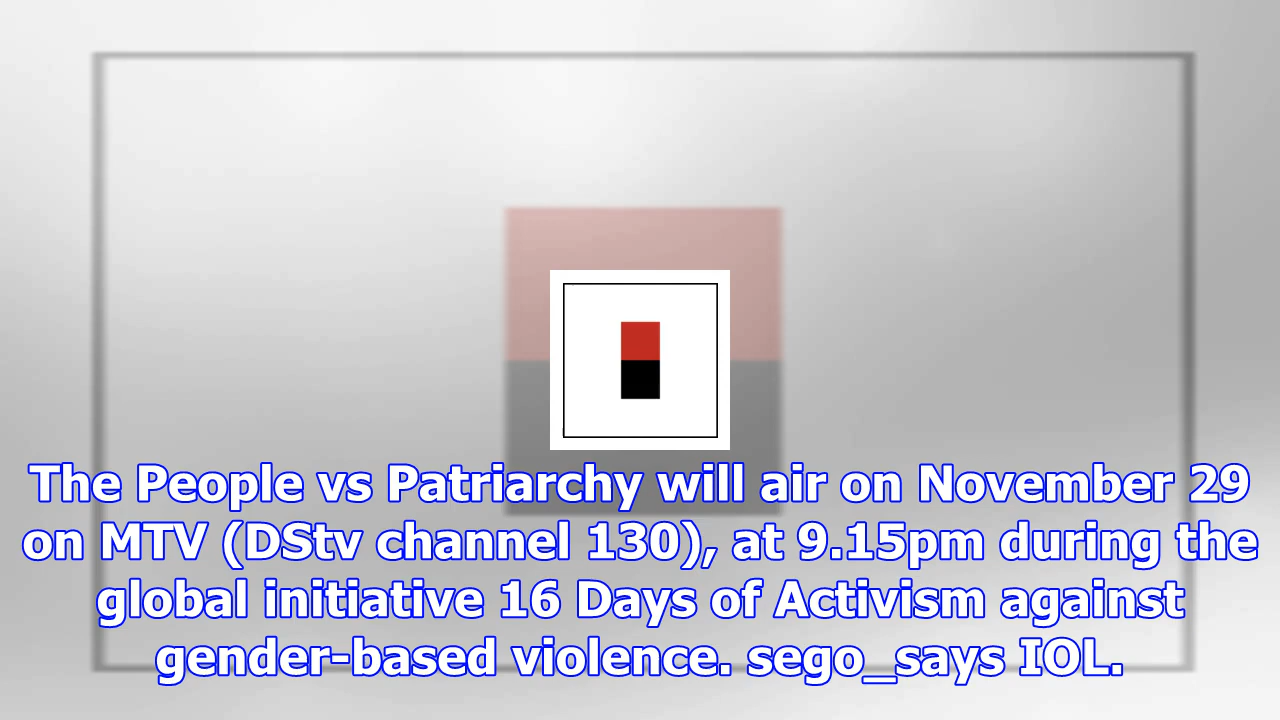 The People vs Patriarchy will air on November 29
on MTV (DStv channel 130), at 9.15pm during the
global initiative 16 Days of Activism against
gender-based violence. sego_says IOL.